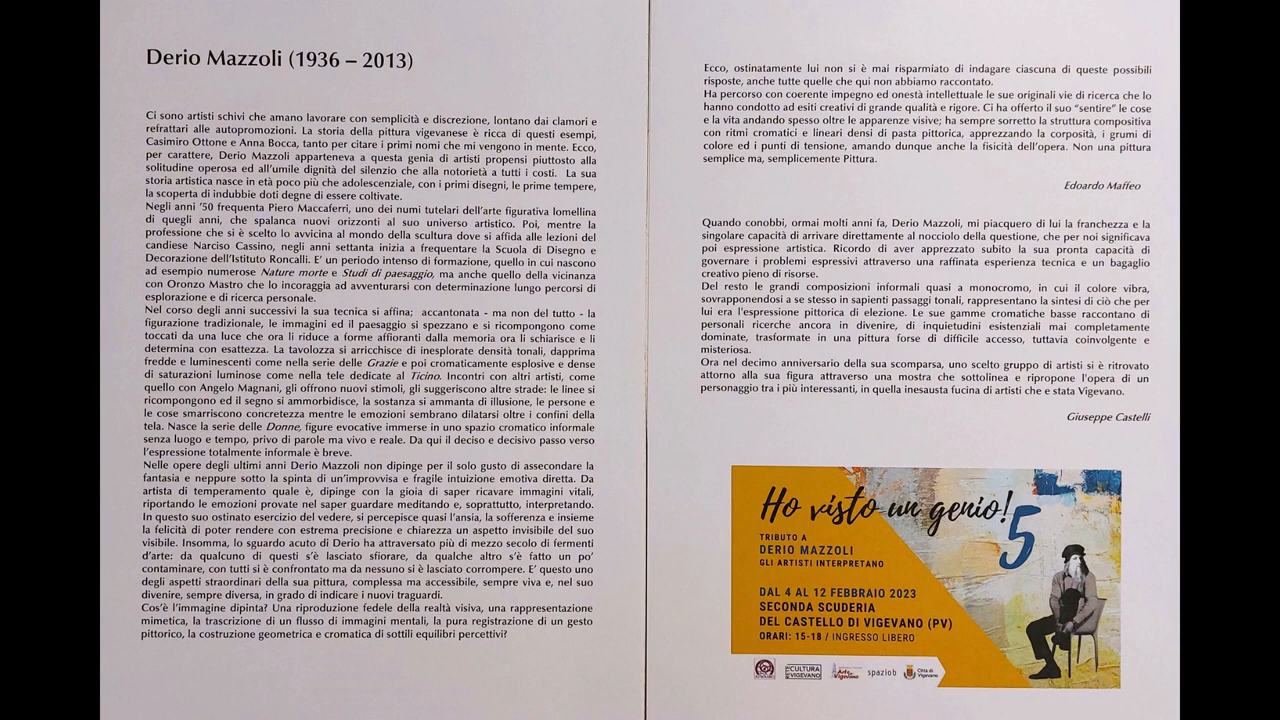 Derio Mazzoli (1936 – 2013)
Ci sono artisti schivi che amano lavorare con semplicità e discrezione, lontano dai clamori e
refrattari alle autopromozioni. La storia della pittura vigevanese è ricca di questi esempi,
Casimiro Ottone e Anna Bocca, tanto per citare i primi nomi che mi vengono in mente. Ecco,
per carattere, Derio Mazzoli apparteneva a questa genia di artisti propensi piuttosto alla
solitudine operosa ed all'umile dignità del silenzio che alla notorietà a tutti i costi. La sua
storia artistica nasce in età poco più che adolescenziale, con i primi disegni, le prime tempere,
la scoperta di indubbie doti degne di essere coltivate.
Negli anni '50 frequenta Piero Maccaferri, uno dei numi tutelari dell'arte figurativa lomellina
di quegli anni, che spalanca nuovi orizzonti al suo universo artistico. Poi, mentre la
professione che si è scelto lo avvicina al mondo della scultura dove si affida alle lezioni del
candiese Narciso Cassino, negli anni settanta inizia a frequentare la Scuola di Disegno e
Decorazione dell'Istituto Roncalli. E' un periodo intenso di formazione, quello in cui nascono
ad esempio numerose Nature morte e Studi di paesaggio, ma anche quello della vicinanza
con Oronzo Mastro che lo incoraggia ad avventurarsi con determinazione lungo percorsi di
esplorazione e di ricerca personale.
Nel corso degli anni successivi la sua tecnica si affina; accantonata - ma non del tutto - la
figurazione tradizionale, le immagini ed il paesaggio si spezzano e si ricompongono come
toccati da una luce che ora li riduce a forme affioranti dalla memoria ora li schiarisce e li
determina con esattezza. La tavolozza si arricchisce di inesplorate densità tonali, dapprima
fredde e luminescenti come nella serie delle Grazie e poi cromaticamente esplosive e dense
di saturazioni luminose come nella tele dedicate al Ticino. Incontri con altri artisti, come
quello con Angelo Magnani, gli offrono nuovi stimoli, gli suggeriscono altre strade: le linee si
ricompongono ed il segno si ammorbidisce, la sostanza si ammanta di illusione, le persone e
le cose smarriscono concretezza mentre le emozioni sembrano dilatarsi oltre i confini della
tela. Nasce la serie delle Donne, figure evocative immerse in uno spazio cromatico informale
senza luogo e tempo, privo di parole ma vivo e reale. Da qui il deciso e decisivo passo verso
l'espressione totalmente informale è breve.
Nelle opere degli ultimi anni Derio Mazzoli non dipinge per il solo gusto di assecondare la
fantasia e neppure sotto la spinta di un'improvvisa e fragile intuizione emotiva diretta. Da
artista di temperamento quale è, dipinge con la gioia di saper ricavare immagini vitali,
riportando le emozioni provate nel saper guardare meditando e, soprattutto, interpretando.
In questo suo ostinato esercizio del vedere, si percepisce quasi l'ansia, la sofferenza e insieme
la felicità di poter rendere con estrema precisione e chiarezza un aspetto invisibile del suo
visibile. Insomma, lo sguardo acuto di Derio ha attraversato più di mezzo secolo di fermenti
d'arte: da qualcuno di questi s'è lasciato sfiorare, da qualche altro s'è fatto un po'
contaminare, con tutti si è confrontato ma da nessuno si è lasciato corrompere. E' questo uno
degli aspetti straordinari della sua pittura, complessa ma accessibile, sempre viva e, nel suo
divenire, sempre diversa, in grado di indicare i nuovi traguardi.
Cos'è l'immagine dipinta? Una riproduzione fedele della realtà visiva, una rappresentazione
mimetica, la trascrizione di un flusso di immagini mentali, la pura registrazione di un gesto
pittorico, la costruzione geometrica e cromatica di sottili equilibri percettivi?
Ecco, ostinatamente lui non si è mai risparmiato di indagare ciascuna di queste possibili
risposte, anche tutte quelle che qui non abbiamo raccontato.
Ha percorso con coerente impegno ed onestà intellettuale le sue originali vie di ricerca che lo
hanno condotto ad esiti creativi di grande qualità e rigore. Ci ha offerto il suo “sentire” le cose
e la vita andando spesso oltre le apparenze visive; ha sempre sorretto la struttura compositiva
con ritmi cromatici e lineari densi di pasta pittorica, apprezzando la corposità, i grumi di
colore ed i punti di tensione, amando dunque anche la fisicità dell'opera. Non una pittura
semplice ma, semplicemente Pittura.
Edoardo Maffeo
Quando conobbi, ormai molti anni fa, Derio Mazzoli, mi piacquero di lui la franchezza e la
singolare capacità di arrivare direttamente al nocciolo della questione, che per noi significava
poi espressione artistica. Ricordo di aver apprezzato subito la sua pronta capacità di
governare i problemi espressivi attraverso una raffinata esperienza tecnica e un bagaglio
creativo pieno di risorse.
Del resto le grandi composizioni informali quasi a monocromo, in cui il colore vibra,
sovrapponendosi a se stesso in sapienti passaggi tonali, rappresentano la sintesi di ciò che per
lui era l'espressione pittorica di elezione. Le sue gamme cromatiche basse raccontano di
personali ricerche ancora in divenire, di inquietudini esistenziali mai completamente
dominate, trasformate in una pittura forse di difficile accesso, tuttavia coinvolgente e
misteriosa.
Ora nel decimo anniversario della sua scomparsa, uno scelto gruppo di artisti si è ritrovato
attorno alla sua figura attraverso una mostra che sottolinea e ripropone l'opera di un
personaggio tra i più interessanti, in quella inesausta fucina di artisti che e stata Vigevano.
Giuseppe Castelli
Ho visto un genio! 5
TRIBUTO A
DERIO MAZZOLI
GLI ARTISTI INTERPRETANO
DAL 4 AL 12 FEBBRAIO 2023
SECONDA SCUDERIA
DEL CASTELLO DI VIGEVANO (PV)
ORARI: 15-18 / INGRESSO LIBERO
CULTURA
VIGEVANO
Arte
Vigevano
spaziob
Città di
Vigevano